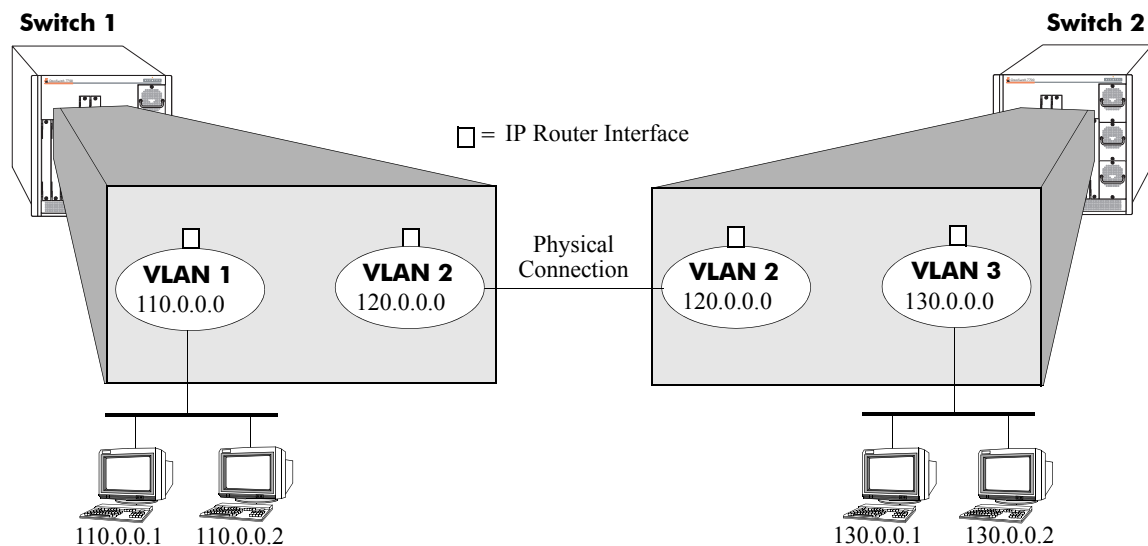 Switch 1
Switch 2
= IP Router Interface
Physical
Connection
VLAN 1
110.0.0.0
VLAN 2
120.0.0.0
VLAN 2
120.0.0.0
VLAN 3
130.0.0.0
110.0.0.1
110.0.0.2
130.0.0.1
130.0.0.2